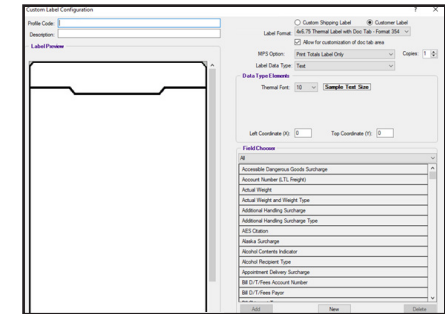 Custom Label Configuration
? X
Profile Code:
Description:
Label Preview
Custom Shipping Label Customer Label
Label Format: 4x6.75 Thermal Label with Doc Tab - Format 354
Allow for customization of doc tab area
MPS Option: Print Totals Label Only Copies: 1
Label Data Type: Text
Data Type Elements
Thermal Font: 10 Sample Text Size
Left Coordinate (X): 0 Top Coordinate (Y): 0
Field Chooser
All
Accessible Dangerous Goods Surcharge
Account Number (LTL Freight)
Actual Weight
Actual Weight and Weight Type
Additional Handling Surcharge
Additional Handling Surcharge Type
AES Citation
Alaska Surcharge
Alcohol Contents Indicator
Alcohol Recipient Type
Appointment Delivery Surcharge
Bill D/T/Fees Account Number
Bill D/T/Fees Payor
Add New Delete